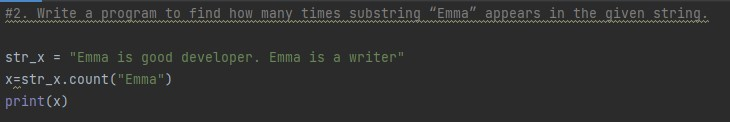 #2. Write a program to find how many times substring “Emma” appears in the given string.
str_x = "Emma is good developer. Emma is a writer"
x=str_x.count("Emma")
print(x)